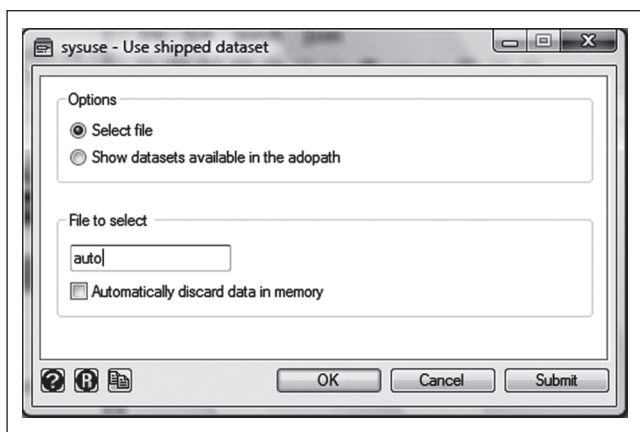 sysuse - Use shipped dataset
Options
Select file
Show datasets available in the adopath
File to select
auto
Automatically discard data in memory
? R
OK Cancel Submit